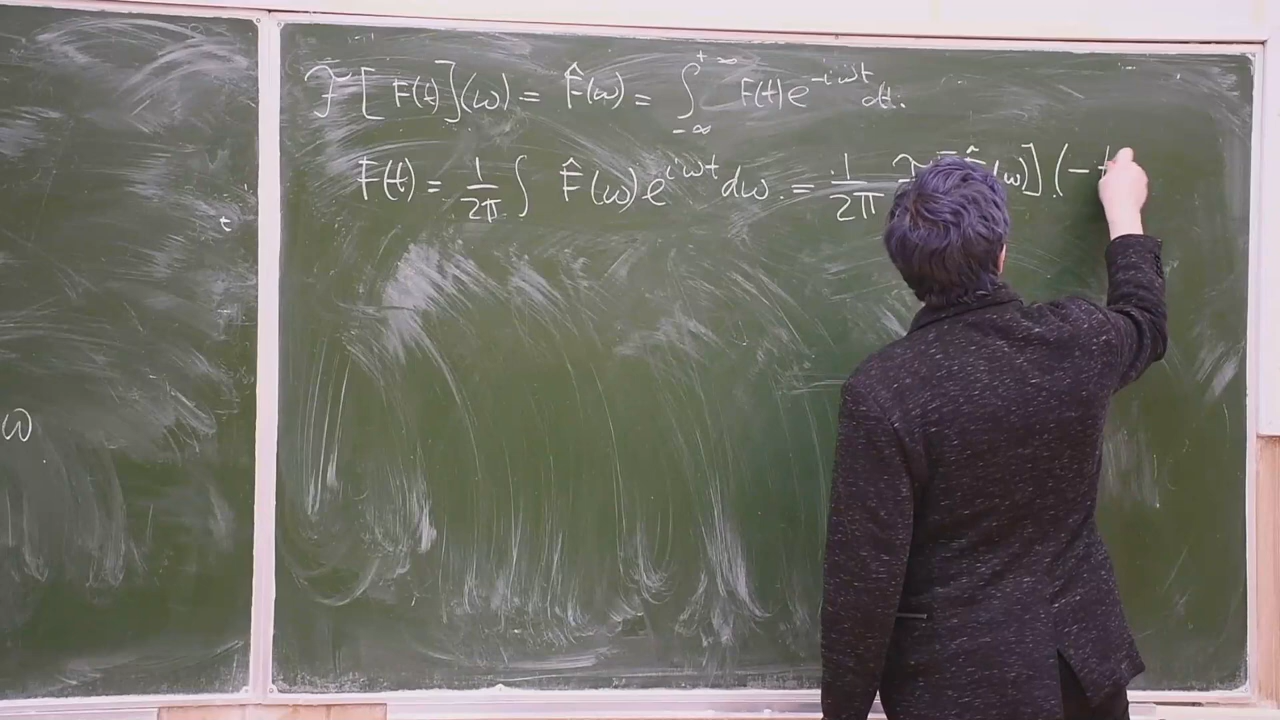 t
ω
ℱ[F(t)](ω) = F̂(ω) = ∫_{-∞}^{+∞} F(t)e^{-iωt}dt.
F(t) = 1/2π ∫ F̂(ω)e^{iωt}dω. = 1/2π ℱ[F̂(ω)](-t